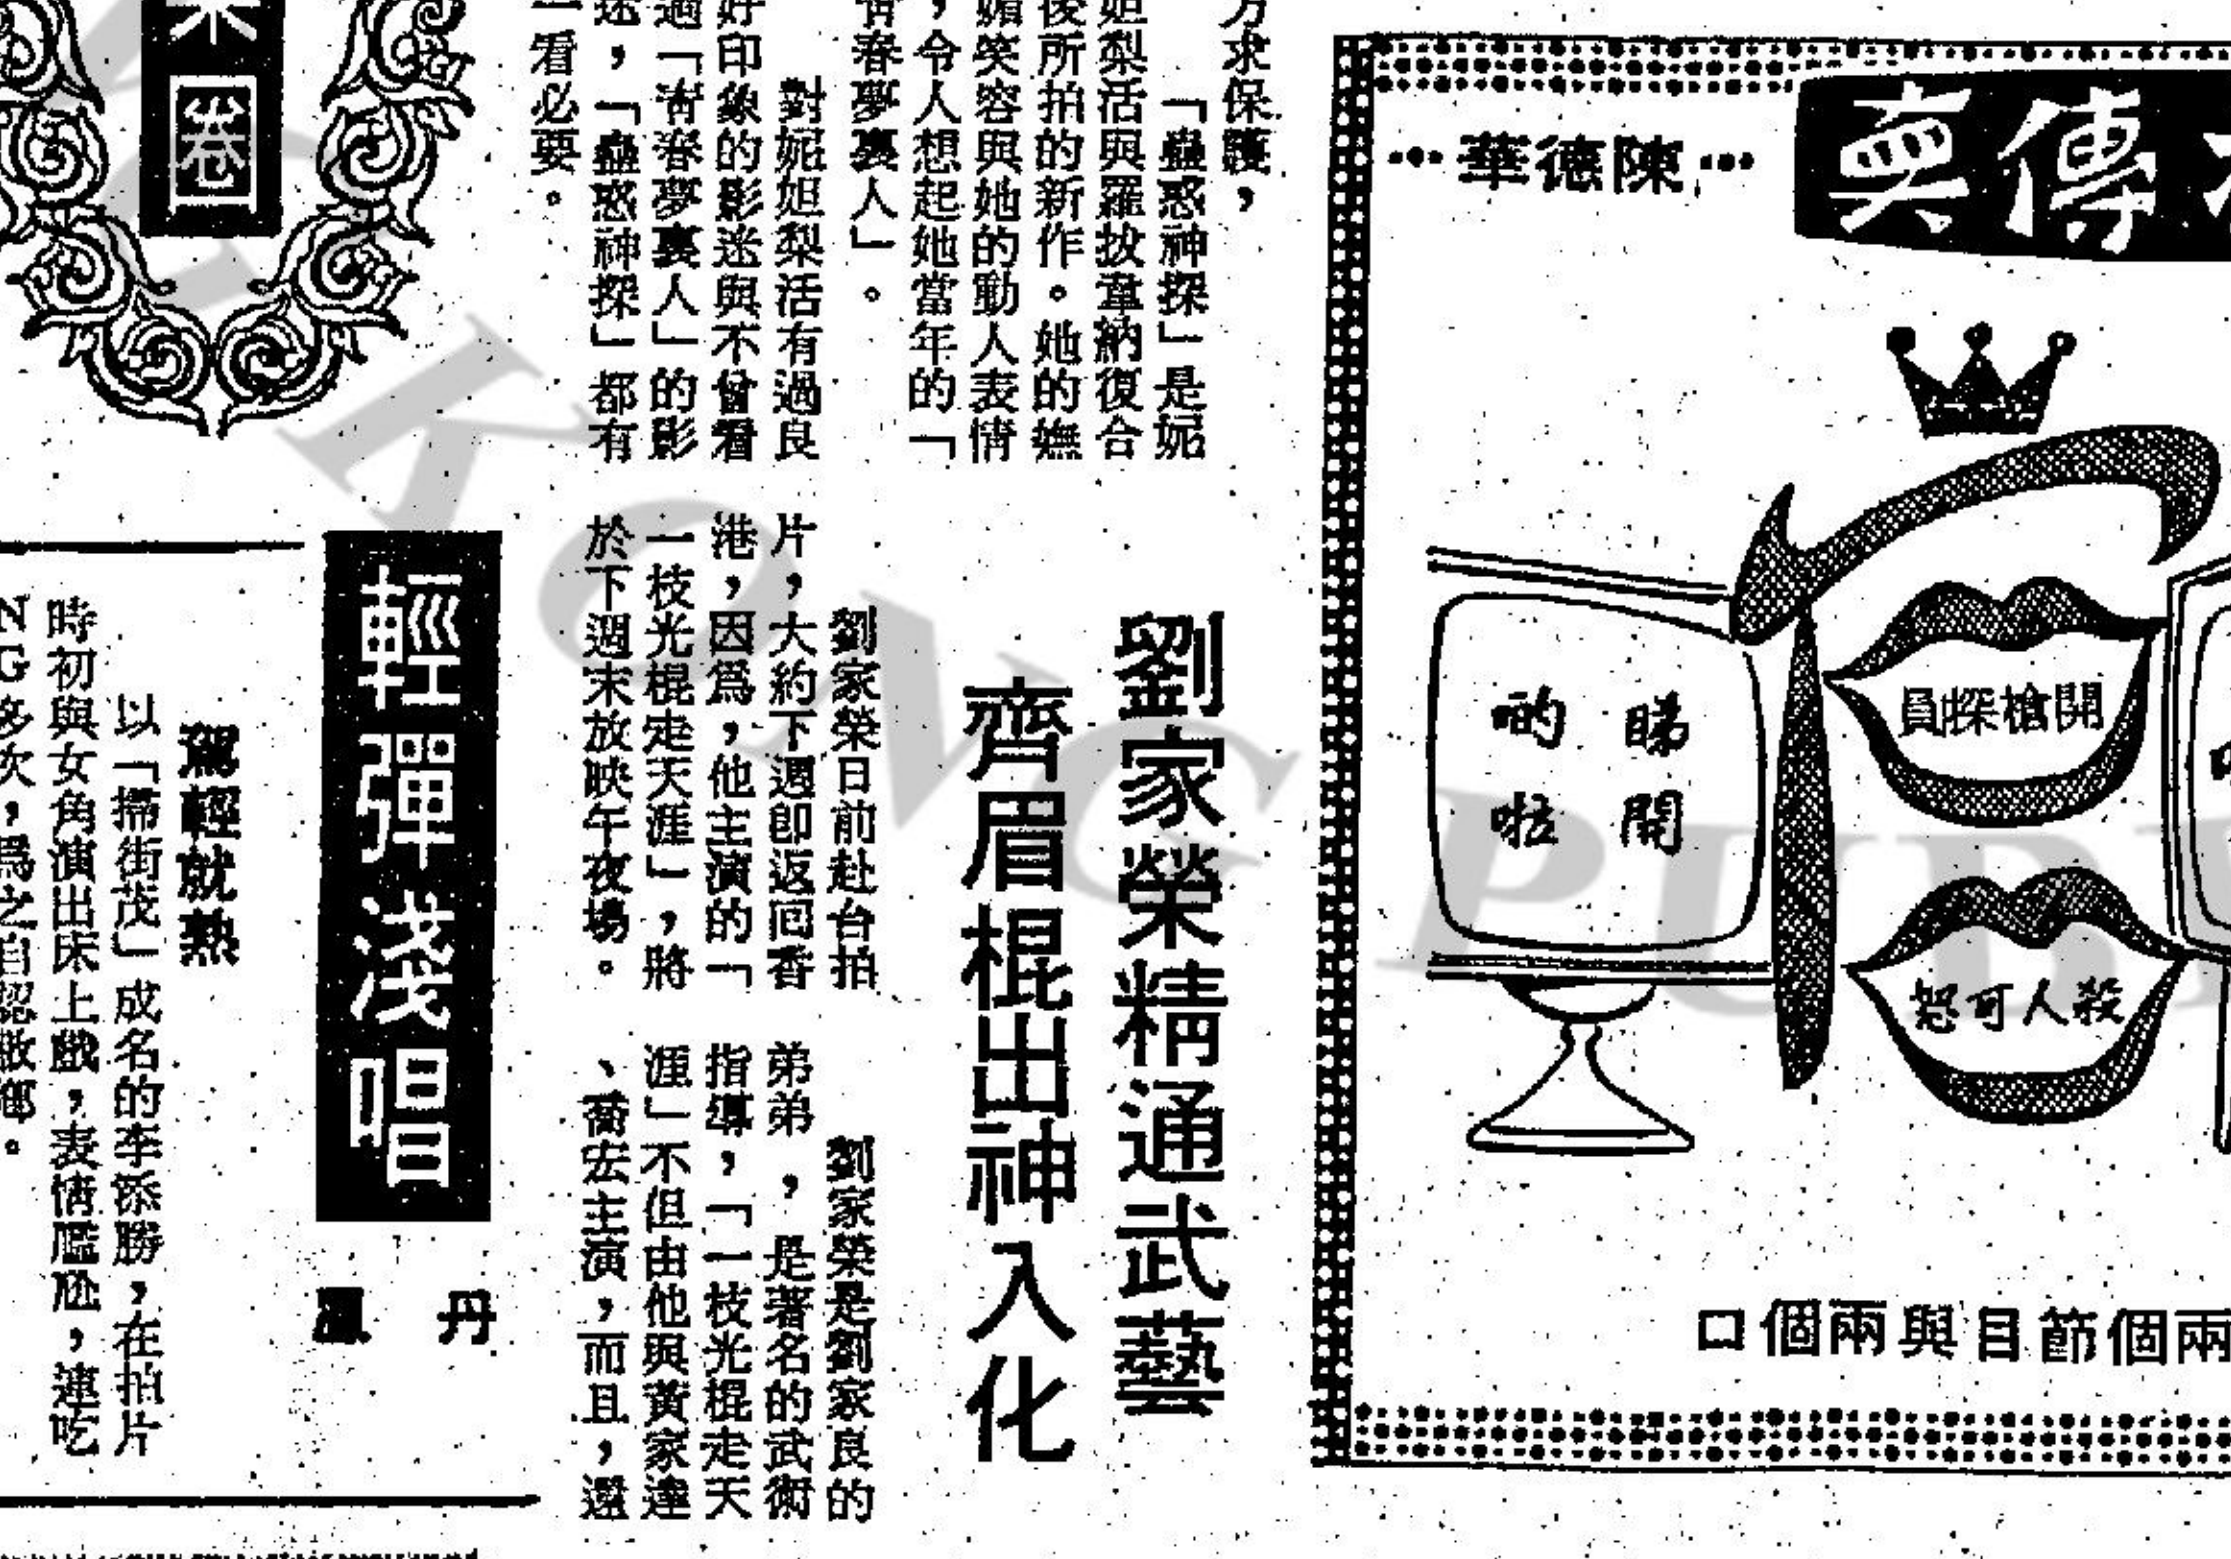 傳真
…陳德華…
睇開
啲啦
開槍探員
殺人可恕
兩個節目與兩個口
方求保護,
「蠱惑神探」是妮
妲梨活與羅拔韋納復合
後所拍的新作。她的嫵
媚笑容與她的動人表情
,令人想起她當年的「
青春夢裏人」。
對妮妲梨活有過良
好印象的影迷與不曾看
過「青春夢裏人」的影
迷,「蠱惑神探」都有
一看必要。
劉家榮精通武藝
齊眉棍出神入化
劉家榮日前赴台拍
片,大約下週即返回香
港,因為,他主演的「
一枝光棍走天涯」,將
於下週末放映午夜場。
劉家榮是劉家良的
弟弟,是著名的武術
指導,「一枝光棍走天
涯」不但由他與黃家達
、喬宏主演,而且,還
圈
輕彈淺唱
丹鳳
駕輕就熟
以「掃街茂」成名的李添勝,在拍片
時初與女角演出床上戲,表情尷尬,連吃
NG多次,爲之自認敝鄉。
KONG PUB